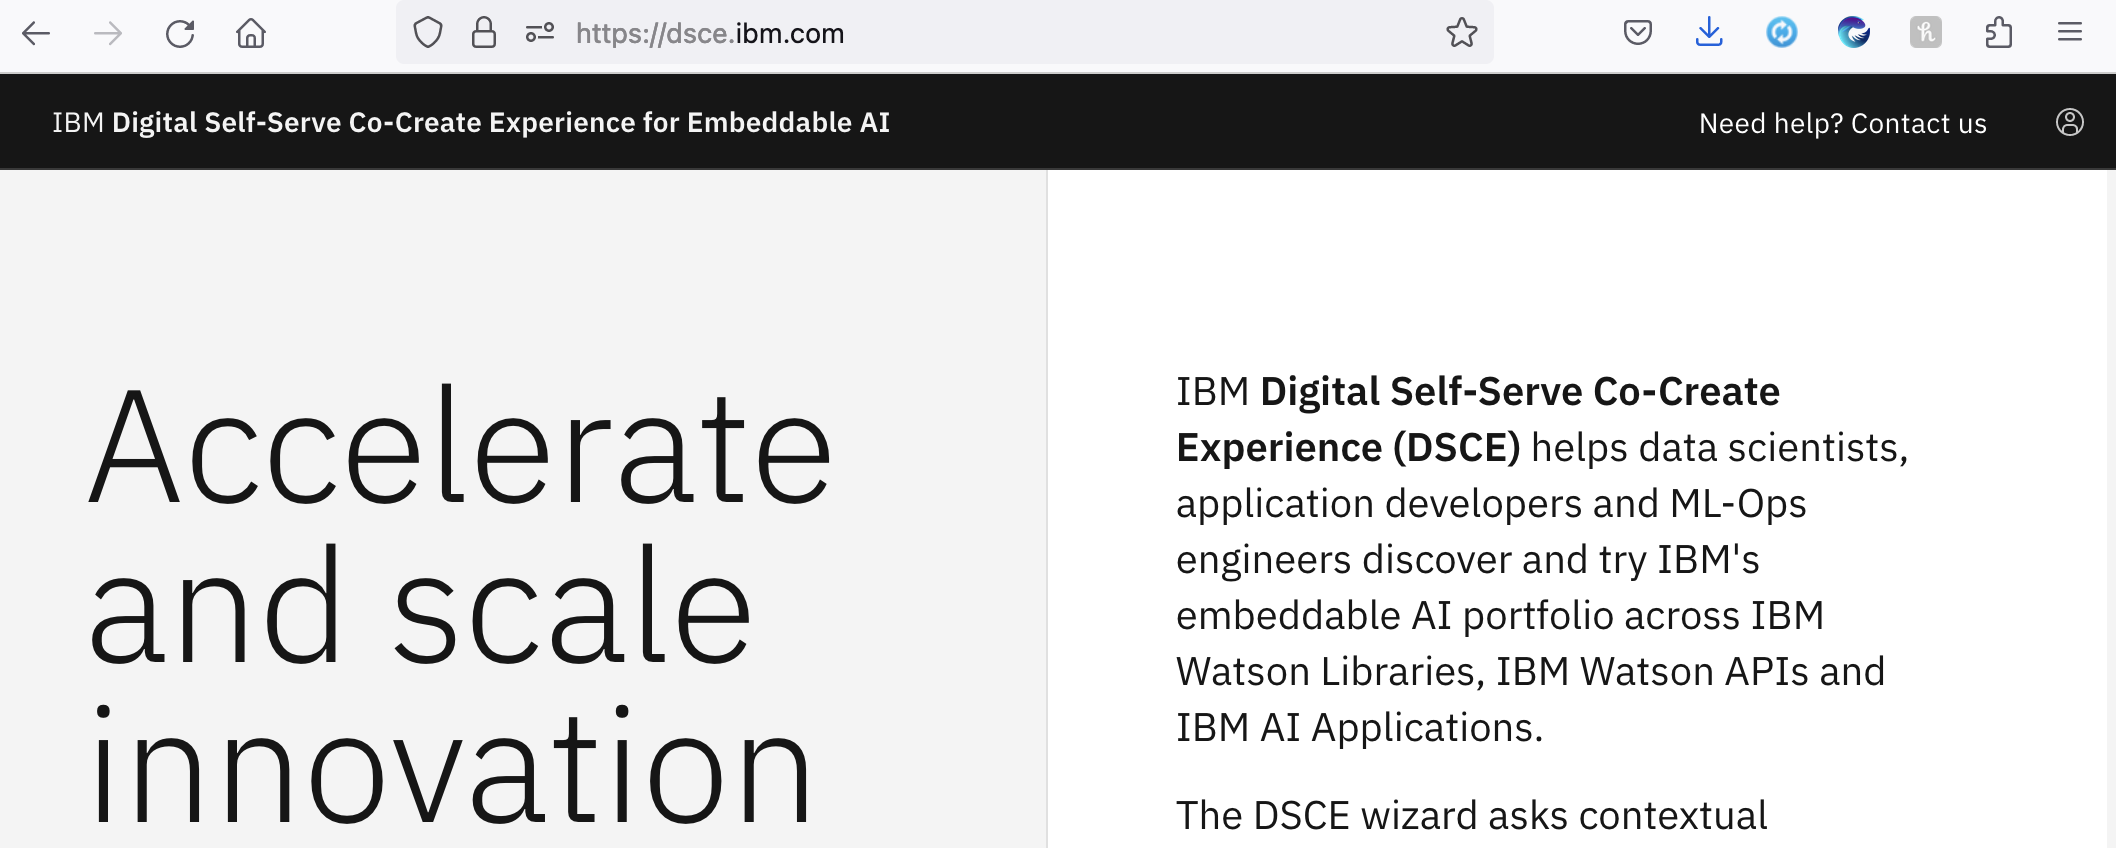 https://dsce.ibm.com
IBM Digital Self-Serve Co-Create Experience for Embeddable AI
Need help? Contact us
Accelerate
and scale
innovation
IBM Digital Self-Serve Co-Create
Experience (DSCE) helps data scientists,
application developers and ML-Ops
engineers discover and try IBM's
embeddable AI portfolio across IBM
Watson Libraries, IBM Watson APIs and
IBM AI Applications.
The DSCE wizard asks contextual